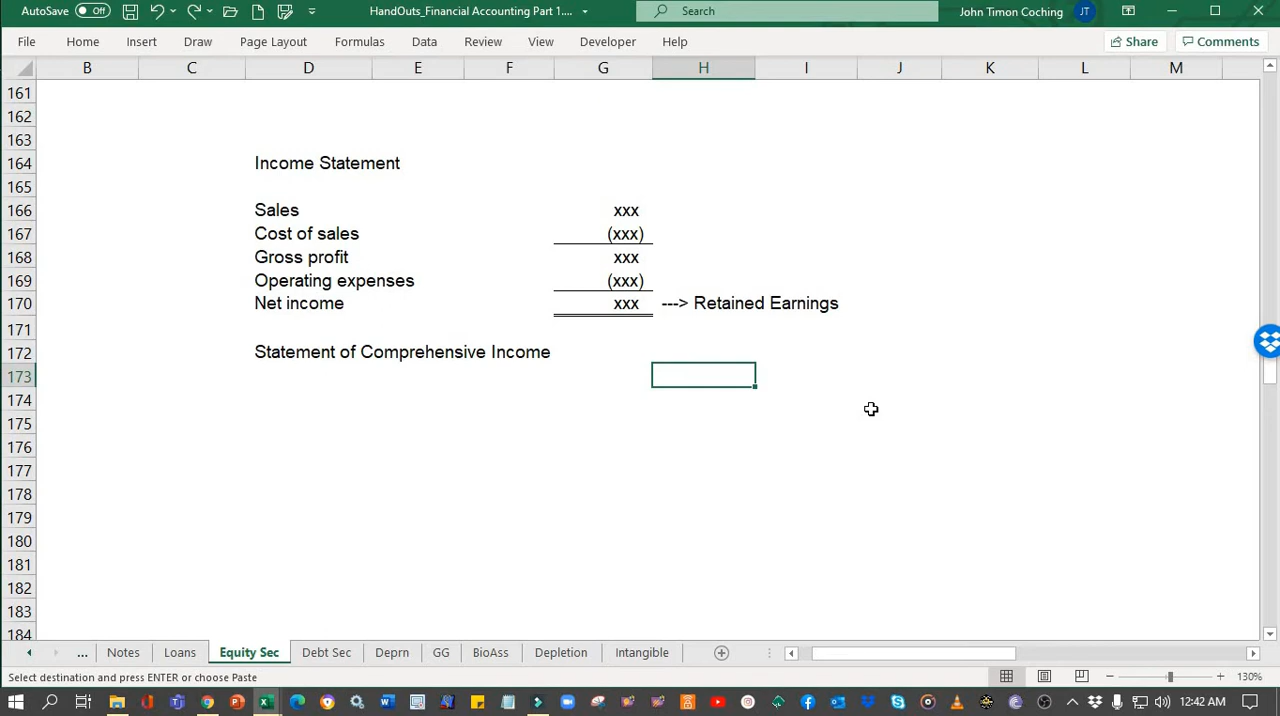 AutoSave Off HandOuts_Financial Accounting Part 1.... Search John Timon Coching JT
File Home Insert Draw Page Layout Formulas Data Review View Developer Help Share Comments
B C D E F G H I J K L M
161
162
163
164 Income Statement
165
166 Sales xxx
167 Cost of sales (xxx)
168 Gross profit xxx
169 Operating expenses (xxx)
170 Net income xxx ---> Retained Earnings
171
172 Statement of Comprehensive Income
173
174
175
176
177
178
179
180
181
182
183
184
... Notes Loans Equity Sec Debt Sec Deprn GG BioAss Depletion Intangible
Select destination and press ENTER or choose Paste 130%
12:42 AM